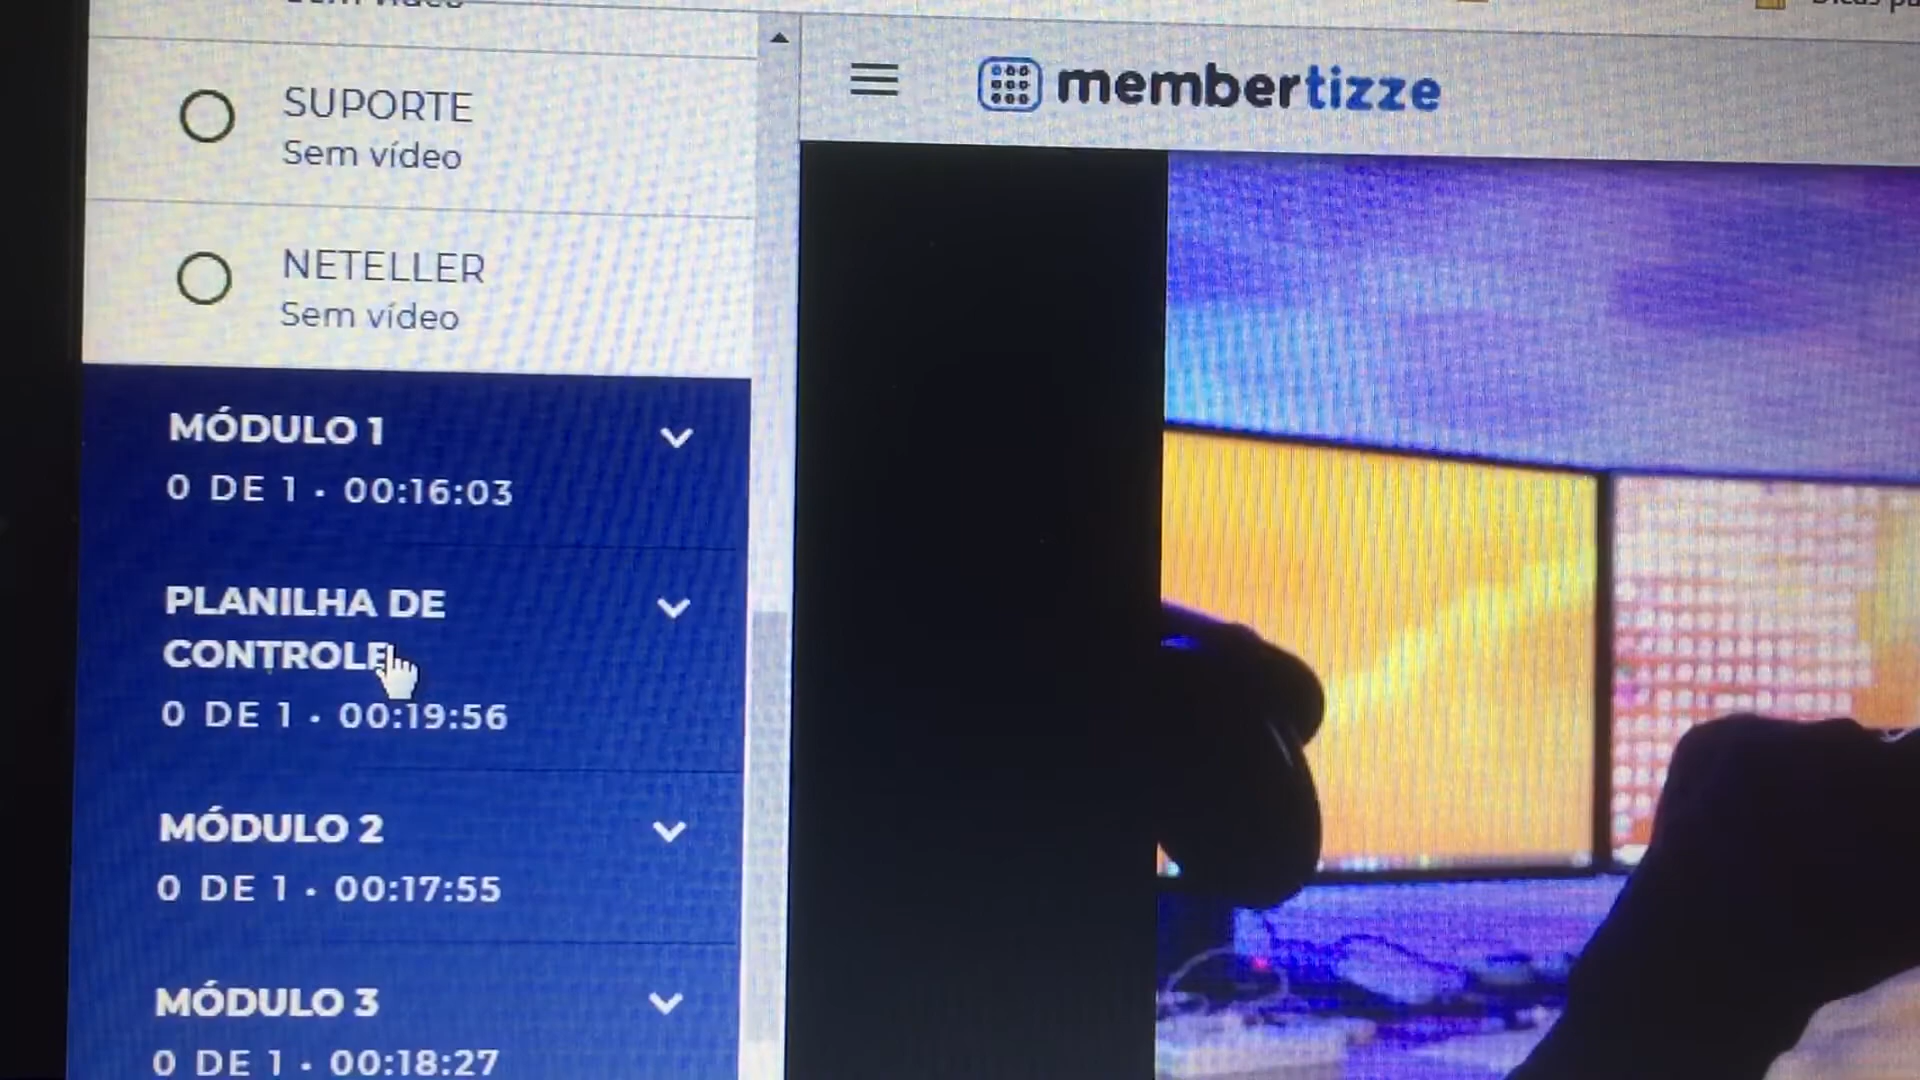 SUPORTE
Sem vídeo
NETELLER
Sem vídeo
MÓDULO 1
0 DE 1 • 00:16:03
PLANILHA DE
CONTROLE
0 DE 1 • 00:19:56
MÓDULO 2
0 DE 1 • 00:17:55
MÓDULO 3
0 DE 1 • 00:18:27
membertizze